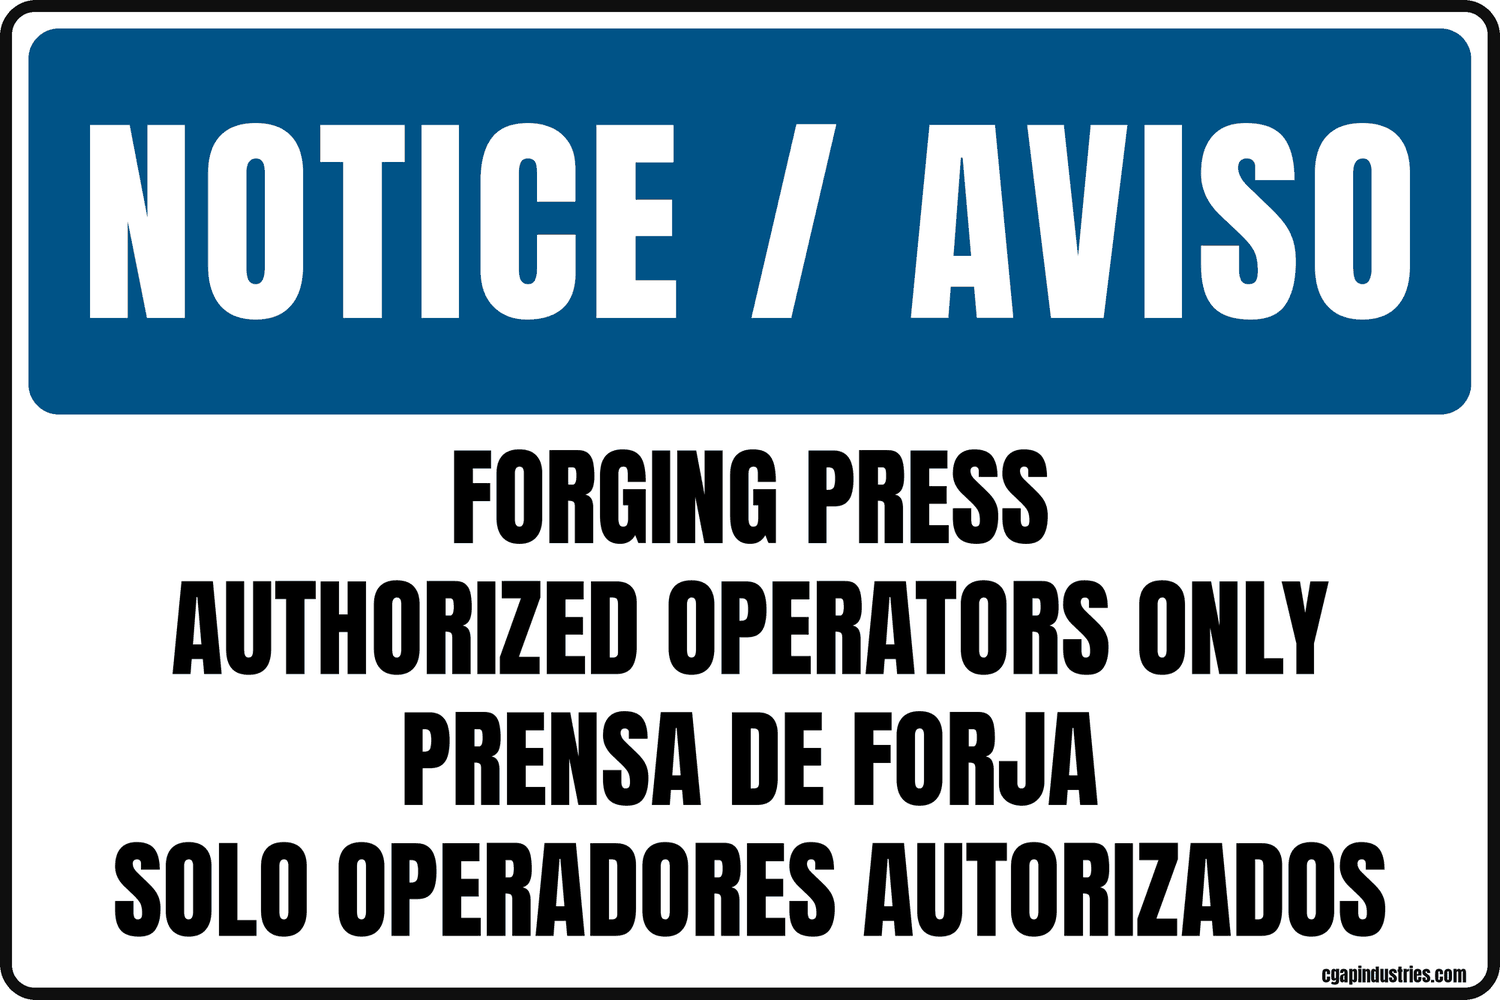 NOTICE / AVISO
FORGING PRESS
AUTHORIZED OPERATORS ONLY
PRENSA DE FORJA
SOLO OPERADORES AUTORIZADOS
cgapindustries.com